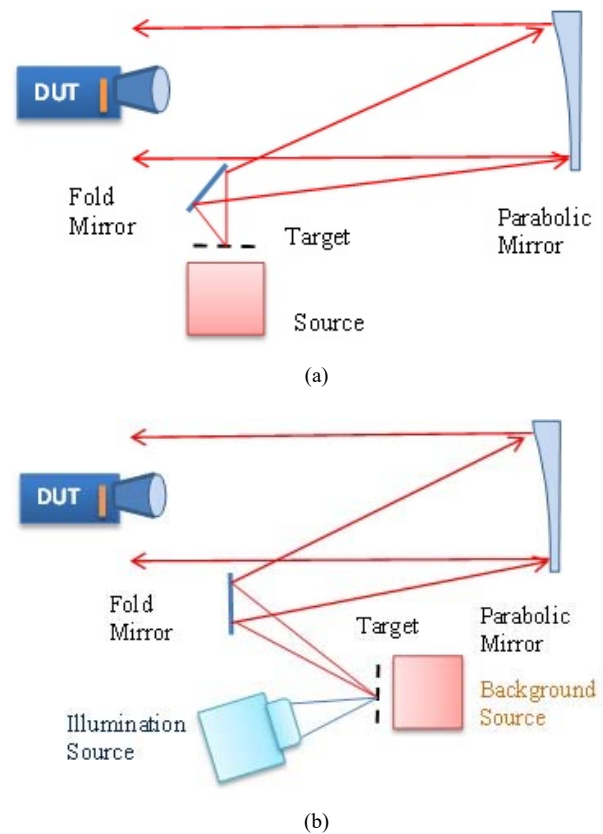 DUT
Fold
Mirror
Target
Parabolic
Mirror
Source
(a)
DUT
Fold
Mirror
Target
Parabolic
Mirror
Illumination
Source
Background
Source
(b)